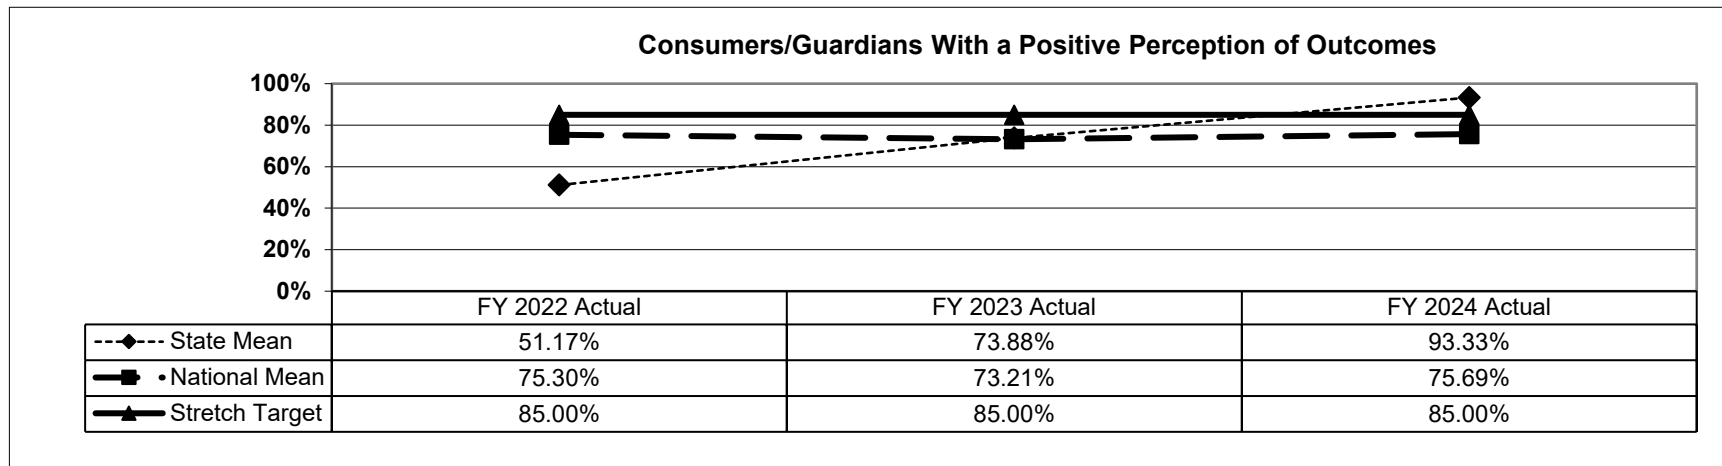 Consumers/Guardians With a Positive Perception of Outcomes
100%
80%
60%
40%
20%
0%
FY 2022 Actual FY 2023 Actual FY 2024 Actual
State Mean 51.17% 73.88% 93.33%
National Mean 75.30% 73.21% 75.69%
Stretch Target 85.00% 85.00% 85.00%